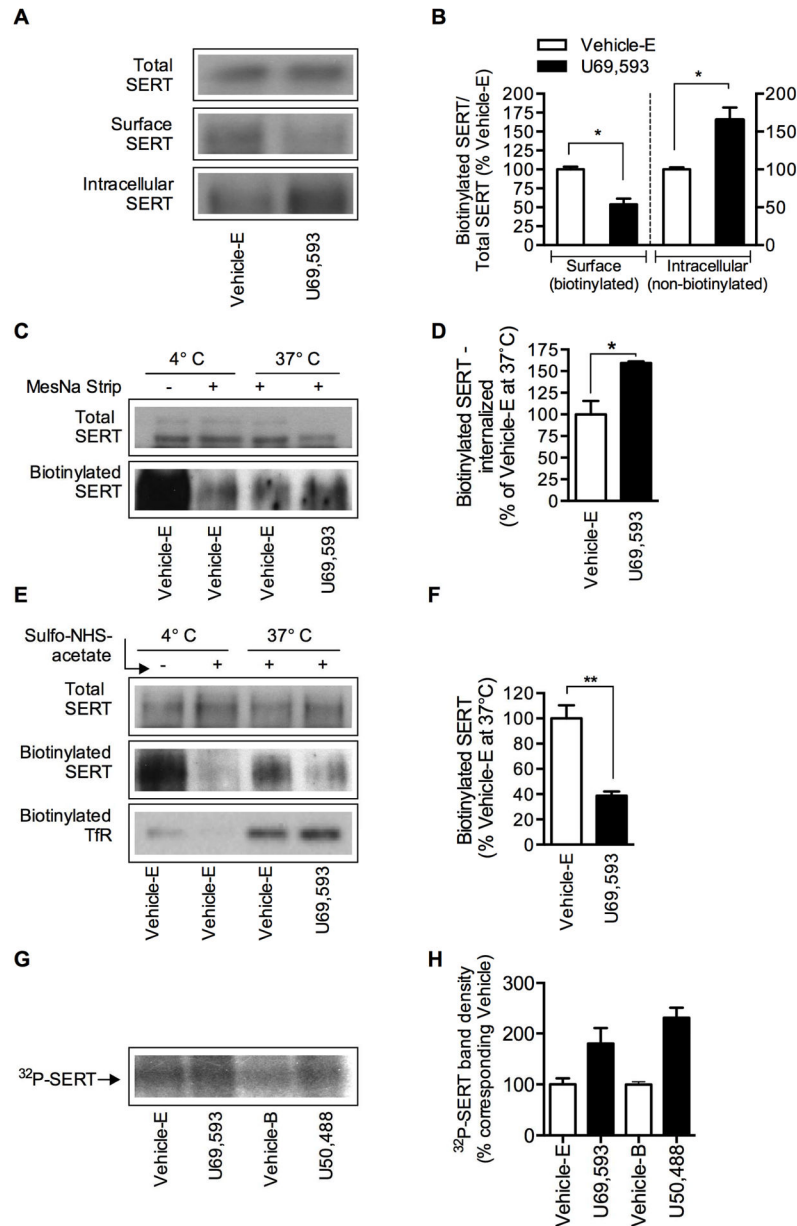 A
Total
SERT
Surface
SERT
Intracellular
SERT
Vehicle-E
U69,593
B
Vehicle-E
U69,593
Biotinylated SERT/
Total SERT (% Vehicle-E)
200
175
150
125
100
75
50
25
0
*
*
200
150
100
50
0
Surface
(biotinylated)
Intracellular
(non-biotinylated)
C
4° C
37° C
MesNa Strip
-
+
+
+
Total
SERT
Biotinylated
SERT
Vehicle-E
Vehicle-E
Vehicle-E
U69,593
D
Biotinylated SERT -
internalized
(% of Vehicle-E at 37°C)
175
150
125
100
75
50
25
0
*
Vehicle-E
U69,593
E
Sulfo-NHS-
acetate
4° C
37° C
-
+
+
+
Total
SERT
Biotinylated
SERT
Biotinylated
TfR
Vehicle-E
Vehicle-E
Vehicle-E
U69,593
F
Biotinylated SERT
(% Vehicle-E at 37°C)
120
100
80
60
40
20
0
**
Vehicle-E
U69,593
G
³²P-SERT
Vehicle-E
U69,593
Vehicle-B
U50,488
H
³²P-SERT band density
(% corresponding Vehicle)
300
200
100
0
Vehicle-E
U69,593
Vehicle-B
U50,488